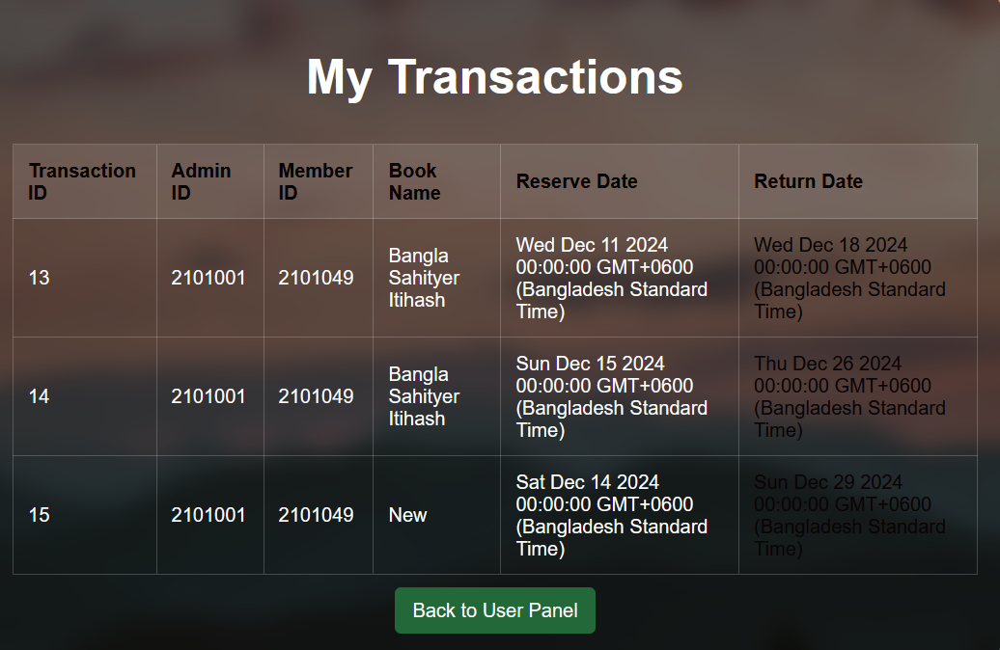 My Transactions
Transaction ID
Admin ID
Member ID
Book Name
Reserve Date
Return Date
13
2101001
2101049
Bangla
Sahityer
Itihash
Wed Dec 11 2024
00:00:00 GMT+0600
(Bangladesh Standard
Time)
Wed Dec 18 2024
00:00:00 GMT+0600
(Bangladesh Standard
Time)
14
2101001
2101049
Bangla
Sahityer
Itihash
Sun Dec 15 2024
00:00:00 GMT+0600
(Bangladesh Standard
Time)
Thu Dec 26 2024
00:00:00 GMT+0600
(Bangladesh Standard
Time)
15
2101001
2101049
New
Sat Dec 14 2024
00:00:00 GMT+0600
(Bangladesh Standard
Time)
Sun Dec 29 2024
00:00:00 GMT+0600
(Bangladesh Standard
Time)
Back to User Panel